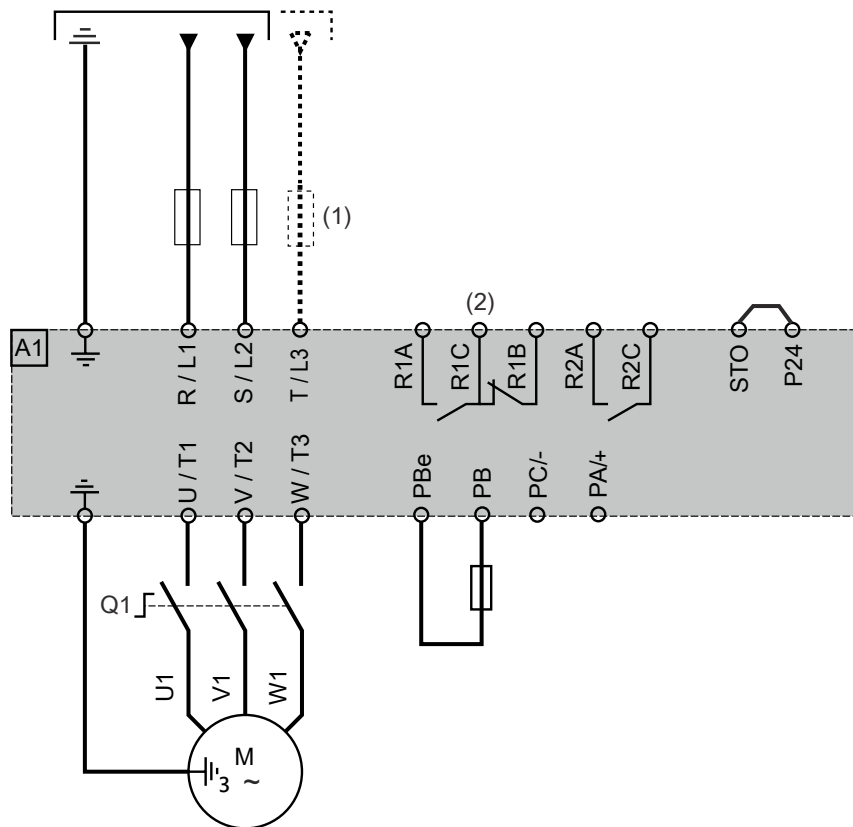 (1)
(2)
A1
R / L1
S / L2
T / L3
R1A
R1C
R1B
R2A
R2C
STO
P24
U / T1
V / T2
W / T3
PBe
PB
PC/-
PA/+
Q1
U1
V1
W1
M
3
~